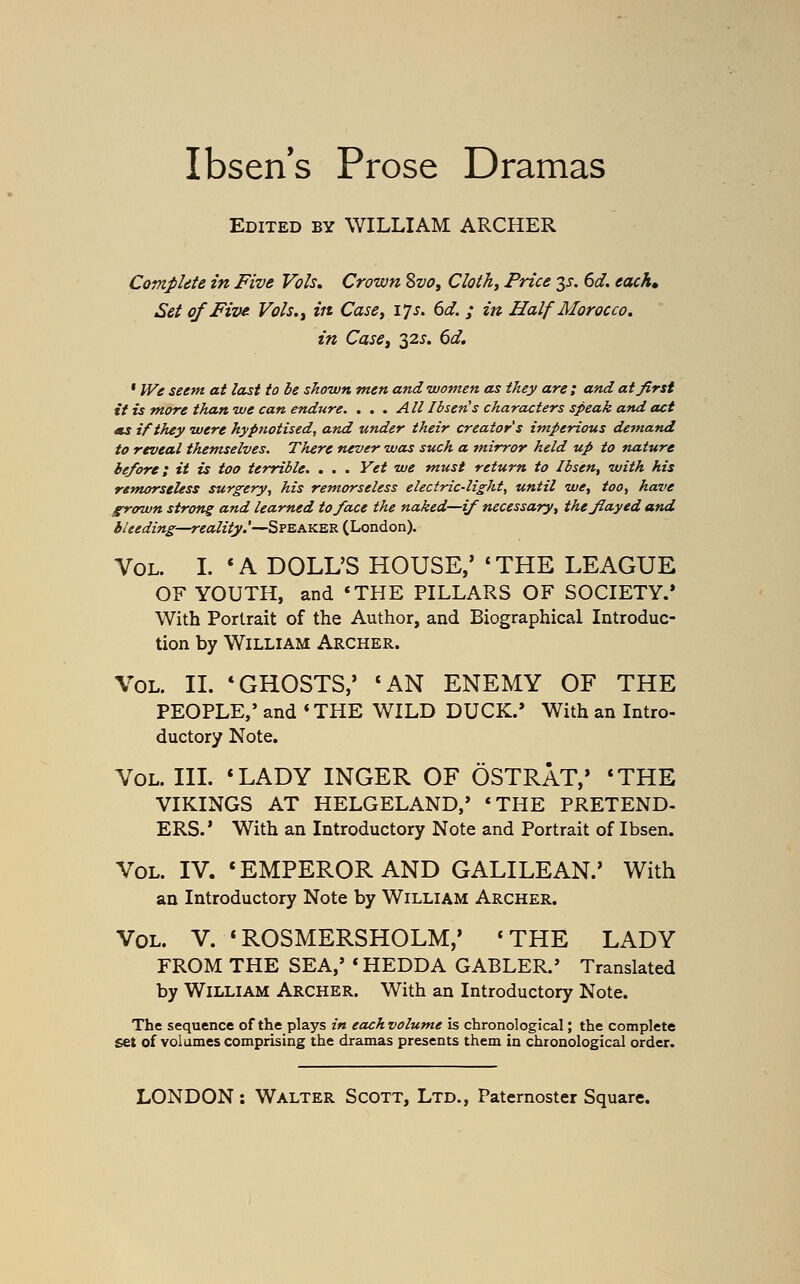 Ibsen's Prose Dramas
EDITED BY WILLIAM ARCHER
Complete in Five Vols. Crown 8vo, Cloth, Price 3s. 6d. each.
Set of Five Vols., in Case, 17s. 6d. ; in Half Morocco.
in Case, 32s. 6d.
' We seem at last to be shown men and women as they are ; and at first
it is more than we can endure. . . . All Ibsen's characters speak and act
as if they were hypnotised, and under their creator's imperious demand
to reveal themselves. There never was such a mirror held up to nature
before ; it is too terrible. . . . Yet we must return to Ibsen, with his
remorseless surgery, his remorseless electric-light, until we, too, have
grown strong and learned to face the naked—if necessary, the flayed and
bleeding—reality.'—SPEAKER (London).
VOL. I. 'A DOLL'S HOUSE,' 'THE LEAGUE
OF YOUTH, and 'THE PILLARS OF SOCIETY.'
With Portrait of the Author, and Biographical Introduc-
tion by WILLIAM ARCHER.
VOL. II. 'GHOSTS,' 'AN ENEMY OF THE
PEOPLE,' and 'THE WILD DUCK.' With an Intro-
ductory Note.
VOL. III. 'LADY INGER OF ÖSTRÅT,' 'THE
VIKINGS AT HELGELAND,' 'THE PRETEND-
ERS.' With an Introductory Note and Portrait of Ibsen.
VOL. IV. 'EMPEROR AND GALILEAN.' With
an Introductory Note by WILLIAM ARCHER.
VOL. V. 'ROSMERSHOLM,' 'THE LADY
FROM THE SEA,' 'HEDDA GABLER.' Translated
by WILLIAM ARCHER. With an Introductory Note.
The sequence of the plays in each volume is chronological ; the complete
set of volumes comprising the dramas presents them in chronological order.
LONDON : WALTER SCOTT, LTD., Paternoster Square.